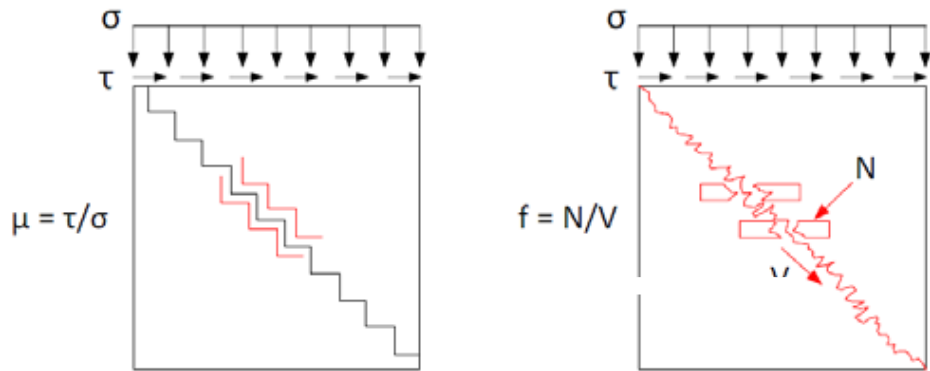 σ
τ
μ = τ/σ
σ
τ
N
f = N/V